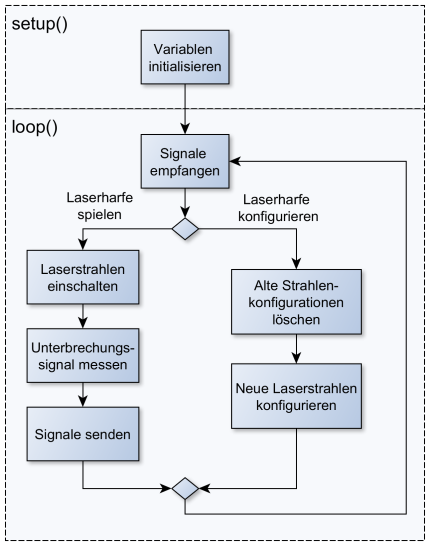 setup()
Variablen
initialisieren
loop()
Signale
empfangen
Laserharfe
spielen
Laserharfe
konfigurieren
Laserstrahlen
einschalten
Unterbrechungs-
signal messen
Signale senden
Alte Strahlen-
konfigurationen
löschen
Neue Laserstrahlen
konfigurieren